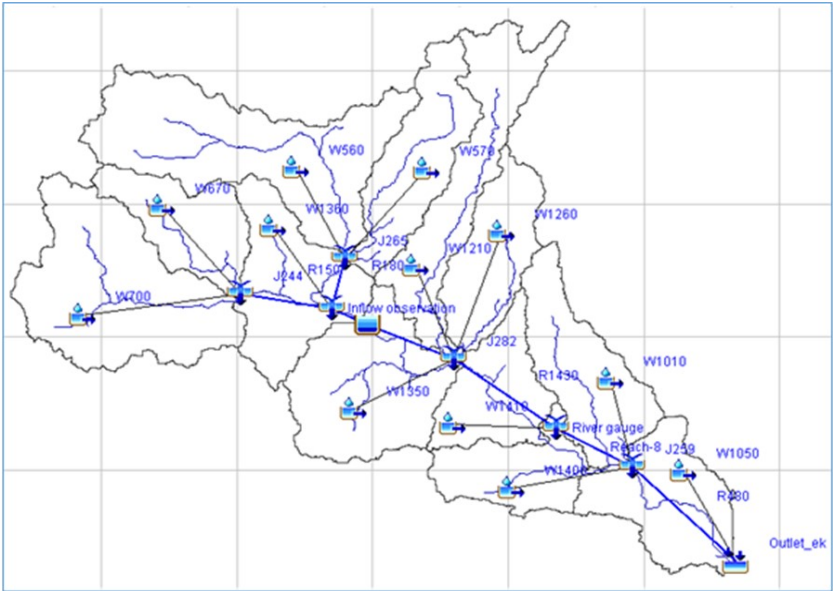 W560
W570
W670
W1360
W1260
J265
W1210
R150
R180
J244
W700
Inflow observation
J282
W1010
R1430
W1350
W1410
River gauge
Reach-8
J259
W1050
W1400
R480
Outlet_ek